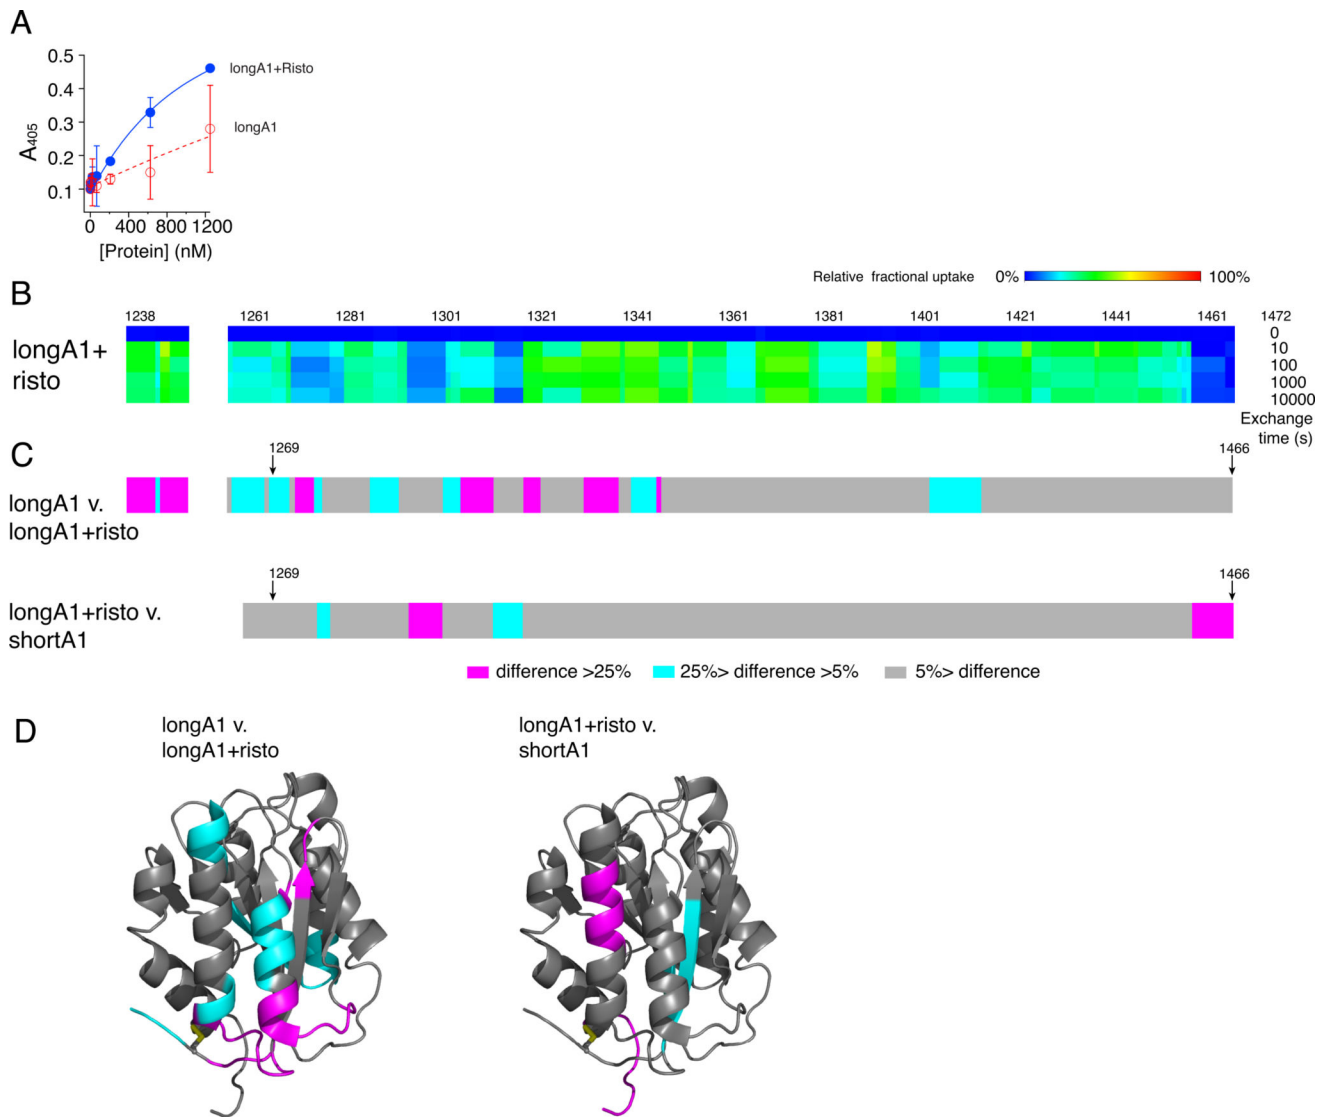 A
0.5
0.4
0.3
0.2
0.1
A405
0 400 800 1200
[Protein] (nM)
longA1+Risto
longA1
Relative fractional uptake 0% 100%
B
1238 1261 1281 1301 1321 1341 1361 1381 1401 1421 1441 1461 1472
longA1+
risto
0
10
100
1000
10000
Exchange
time (s)
C
1269 1466
longA1 v.
longA1+risto
1269 1466
longA1+risto v.
shortA1
difference >25% 25%> difference >5% 5%> difference
D
longA1 v.
longA1+risto
longA1+risto v.
shortA1